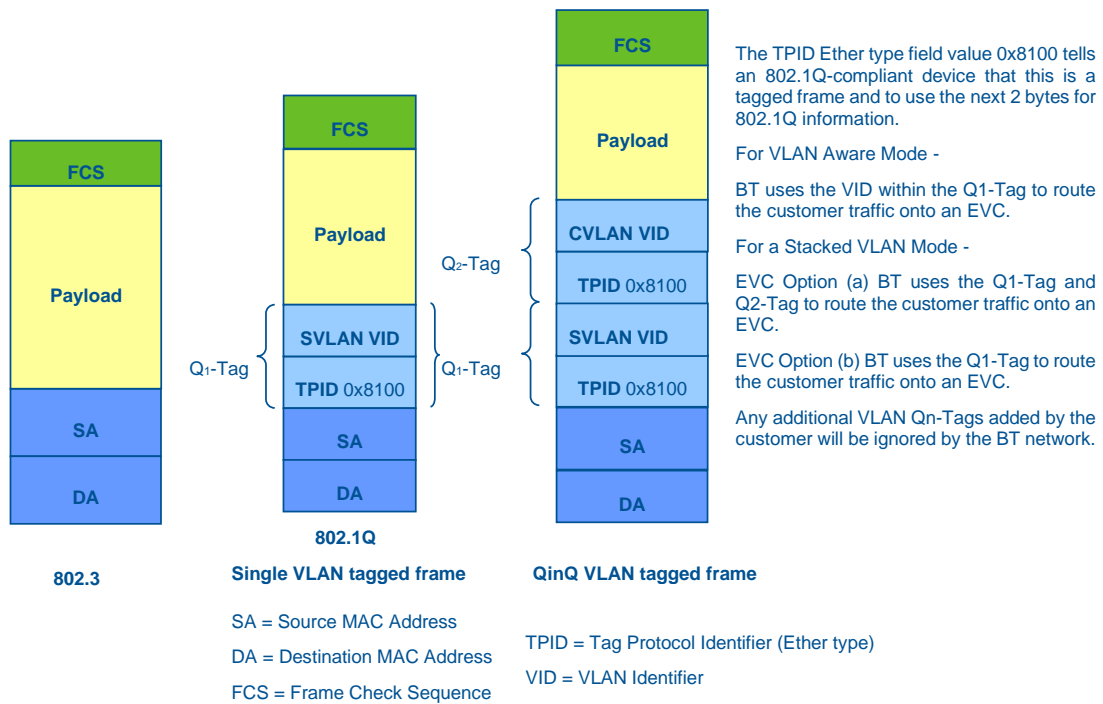 FCS
Payload
SA
DA
802.3
FCS
Payload
SVLAN VID
TPID 0x8100
SA
DA
Q1-Tag
Q1-Tag
802.1Q
Single VLAN tagged frame
FCS
Payload
CVLAN VID
TPID 0x8100
SVLAN VID
TPID 0x8100
SA
DA
Q2-Tag
QinQ VLAN tagged frame
The TPID Ether type field value 0x8100 tells
an 802.1Q-compliant device that this is a
tagged frame and to use the next 2 bytes for
802.1Q information.
For VLAN Aware Mode -
BT uses the VID within the Q1-Tag to route
the customer traffic onto an EVC.
For a Stacked VLAN Mode -
EVC Option (a) BT uses the Q1-Tag and
Q2-Tag to route the customer traffic onto an
EVC.
EVC Option (b) BT uses the Q1-Tag to route
the customer traffic onto an EVC.
Any additional VLAN Qn-Tags added by the
customer will be ignored by the BT network.
SA = Source MAC Address
DA = Destination MAC Address
FCS = Frame Check Sequence
TPID = Tag Protocol Identifier (Ether type)
VID = VLAN Identifier